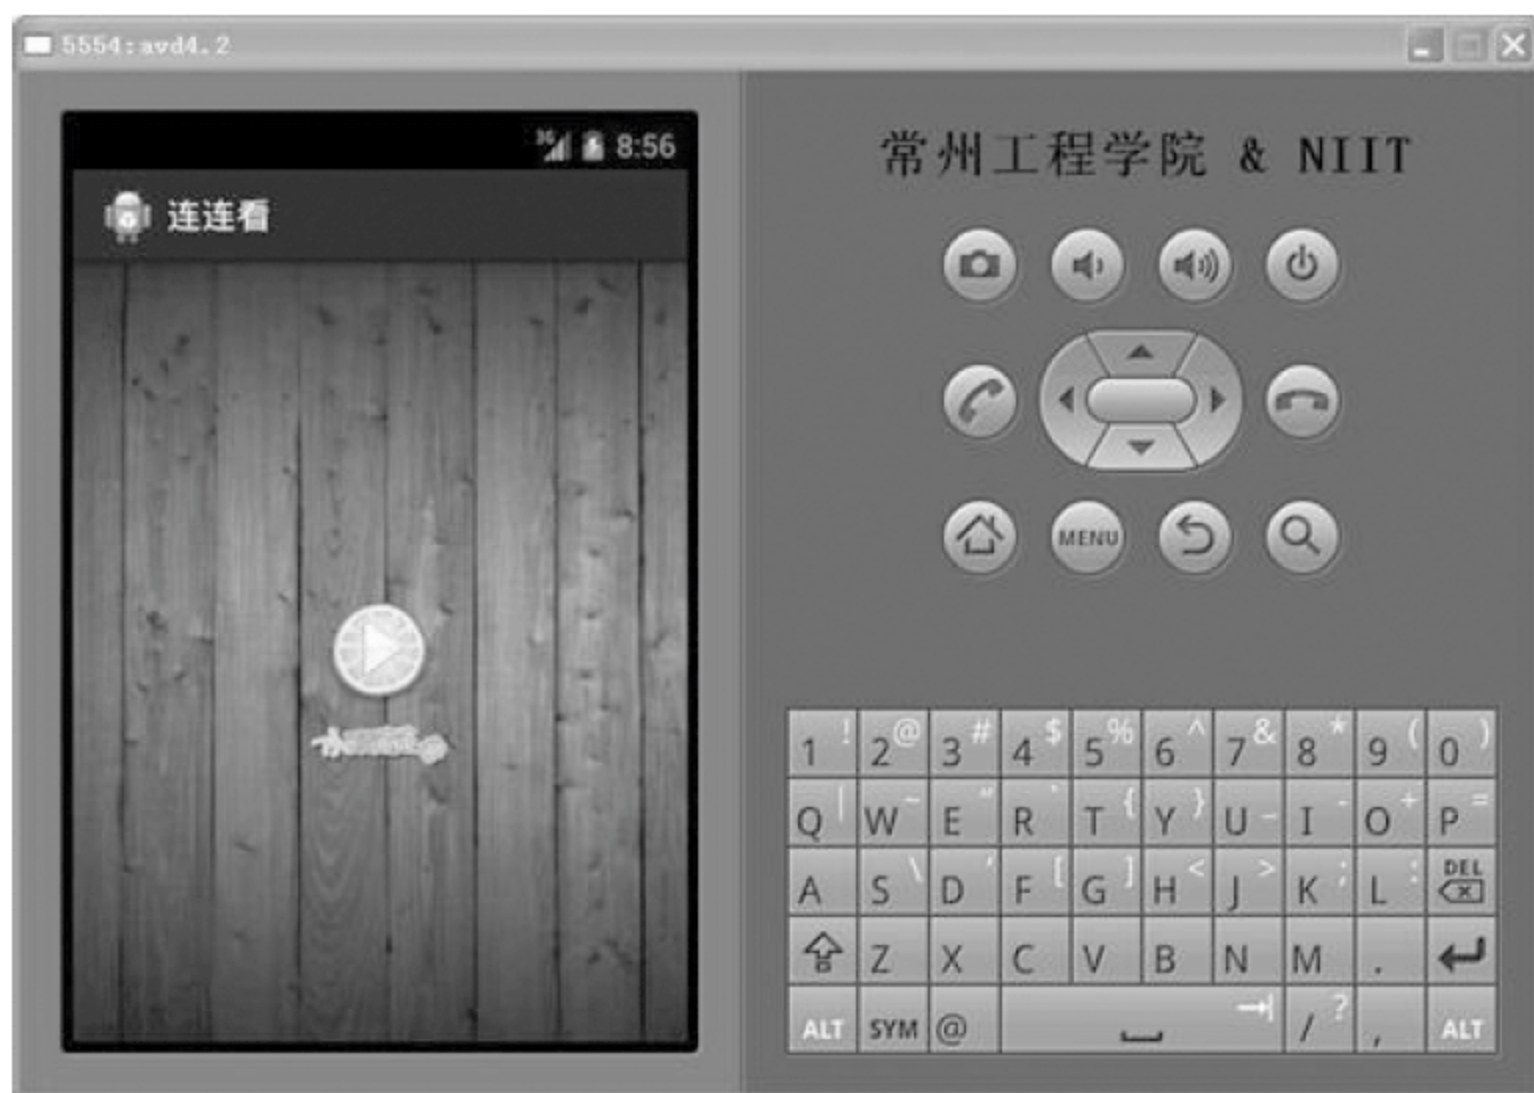 5554:avd4.2
3G 8:56
连连看
常州工程学院 & NIIT
MENU
1 ! 2 @ 3 # 4 $ 5 % 6 ^ 7 & 8 * 9 ( 0 )
Q | W ~ E " R ` T { Y } U _ I - O + P =
A S \ D ' F [ G ] H < J > K ; L : DEL
Z X C V B N M .
ALT SYM @ / ? , ALT